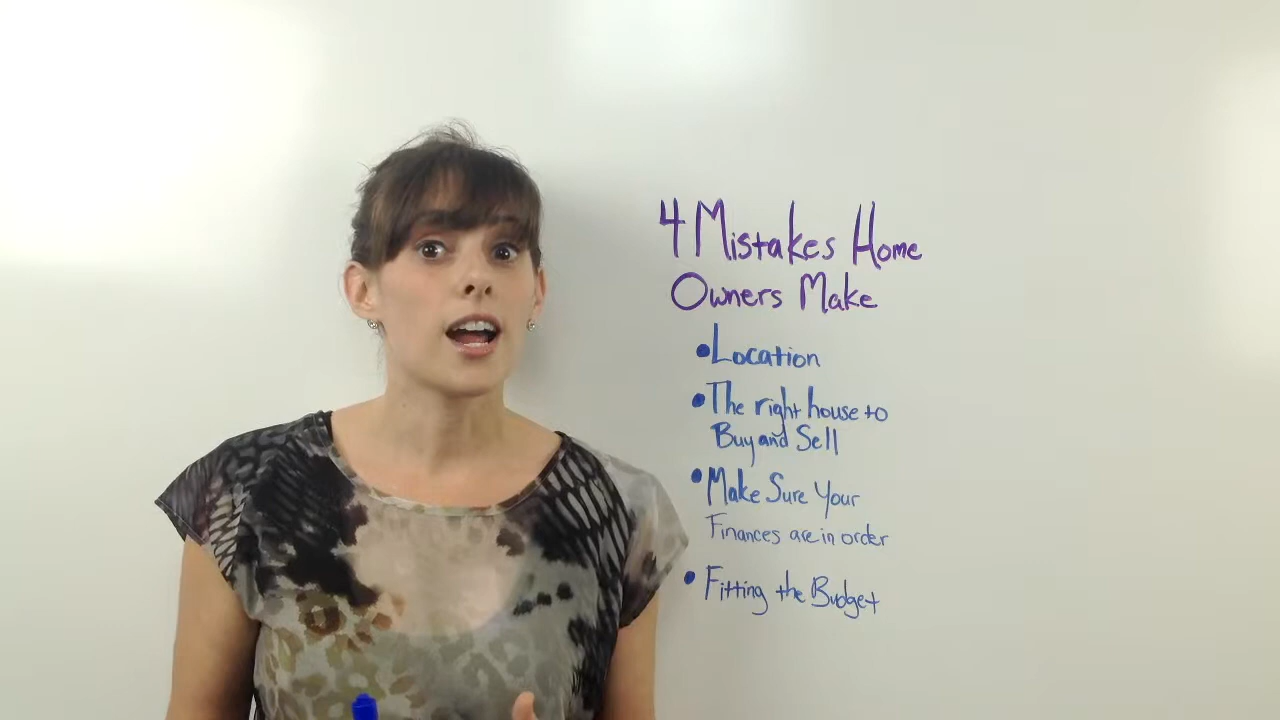 4 Mistakes Home
Owners Make
• Location
• The right house to
Buy and Sell
• Make Sure Your
Finances are in order
• Fitting the Budget